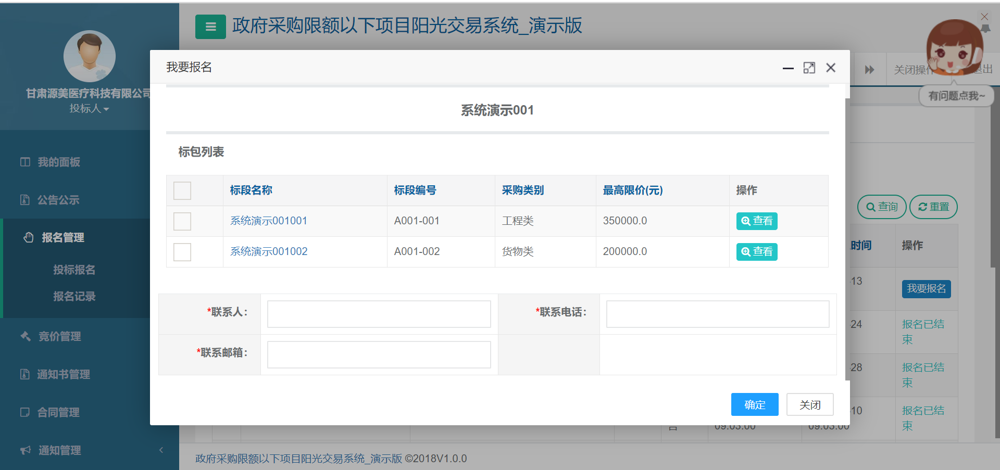 政府采购限额以下项目阳光交易系统_演示版
甘肃源美医疗科技有限公司
投标人
我的面板
公告公示
报名管理
投标报名
报名记录
竞价管理
通知书管理
合同管理
通知管理
关闭操作
退出
有问题点我~
我要报名
系统演示001
标包列表
标段名称 标段编号 采购类别 最高限价(元) 操作
系统演示001001 A001-001 工程类 350000.0 查看
系统演示001002 A001-002 货物类 200000.0 查看
*联系人： *联系电话：
*联系邮箱：
确定 关闭
查询 重置
时间 操作
-13 我要报名
-24 报名已结
束
-28 报名已结
束
-10 报名已结
束
09:03:00 09:03:00
政府采购限额以下项目阳光交易系统_演示版 ©2018V1.0.0